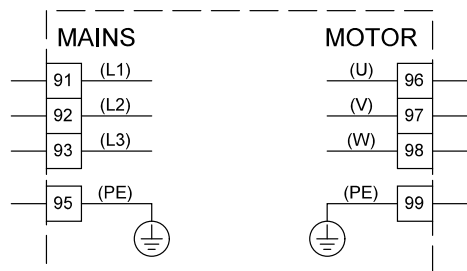 MAINS MOTOR
91 (L1) (U) 96
92 (L2) (V) 97
93 (L3) (W) 98
95 (PE) (PE) 99